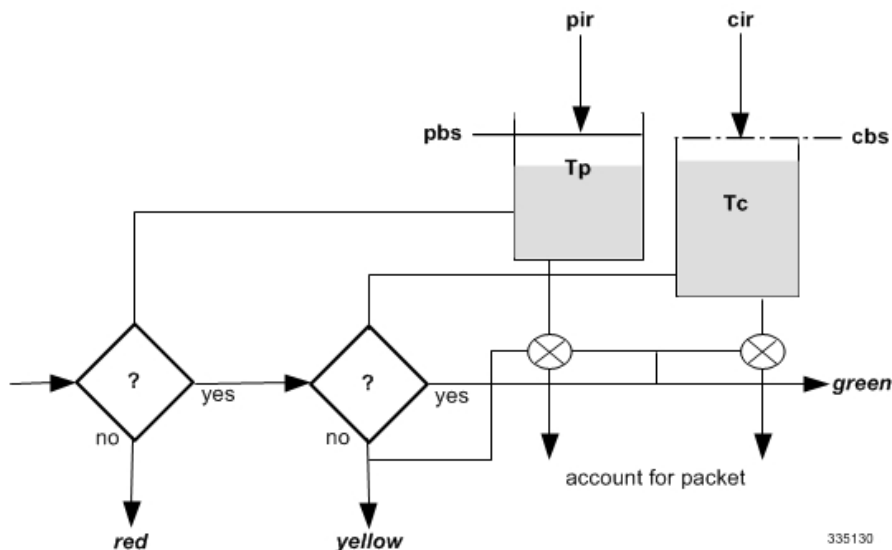 pir
cir
pbs
cbs
Tp
Tc
?
?
yes
yes
green
no
no
account for packet
red
yellow
335130